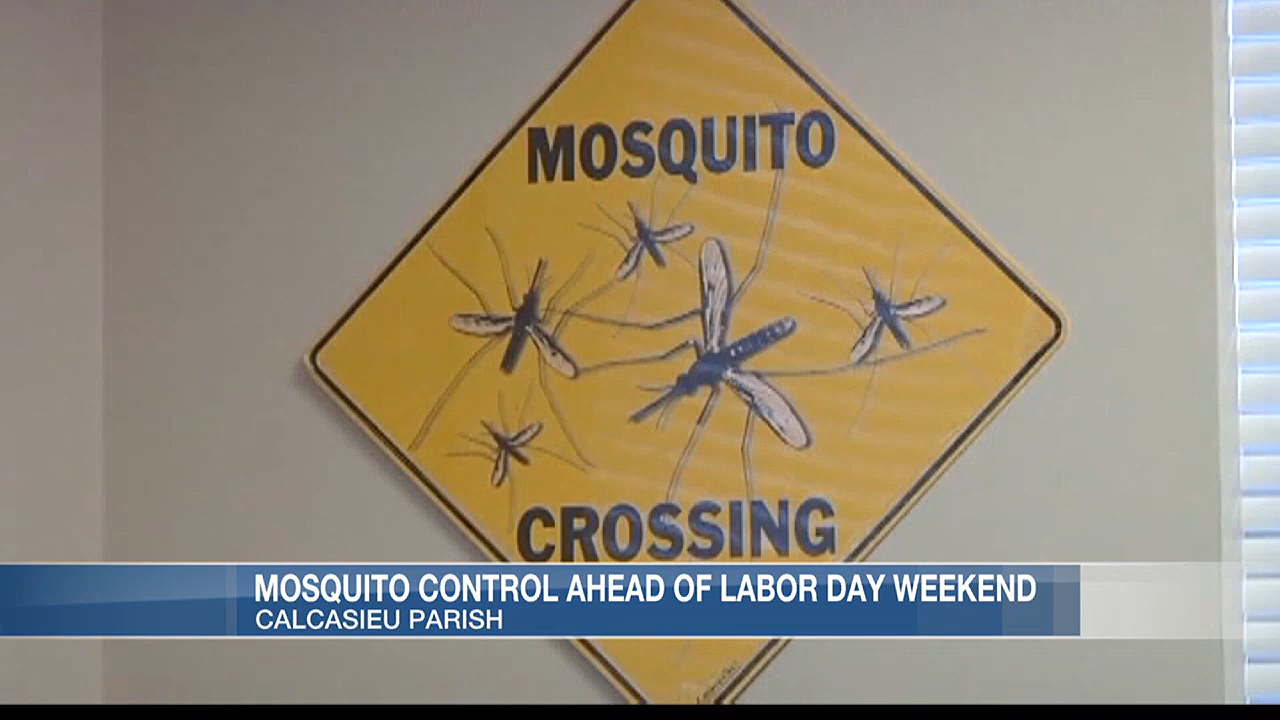 MOSQUITO
CROSSING
MOSQUITO CONTROL AHEAD OF LABOR DAY WEEKEND
CALCASIEU PARISH